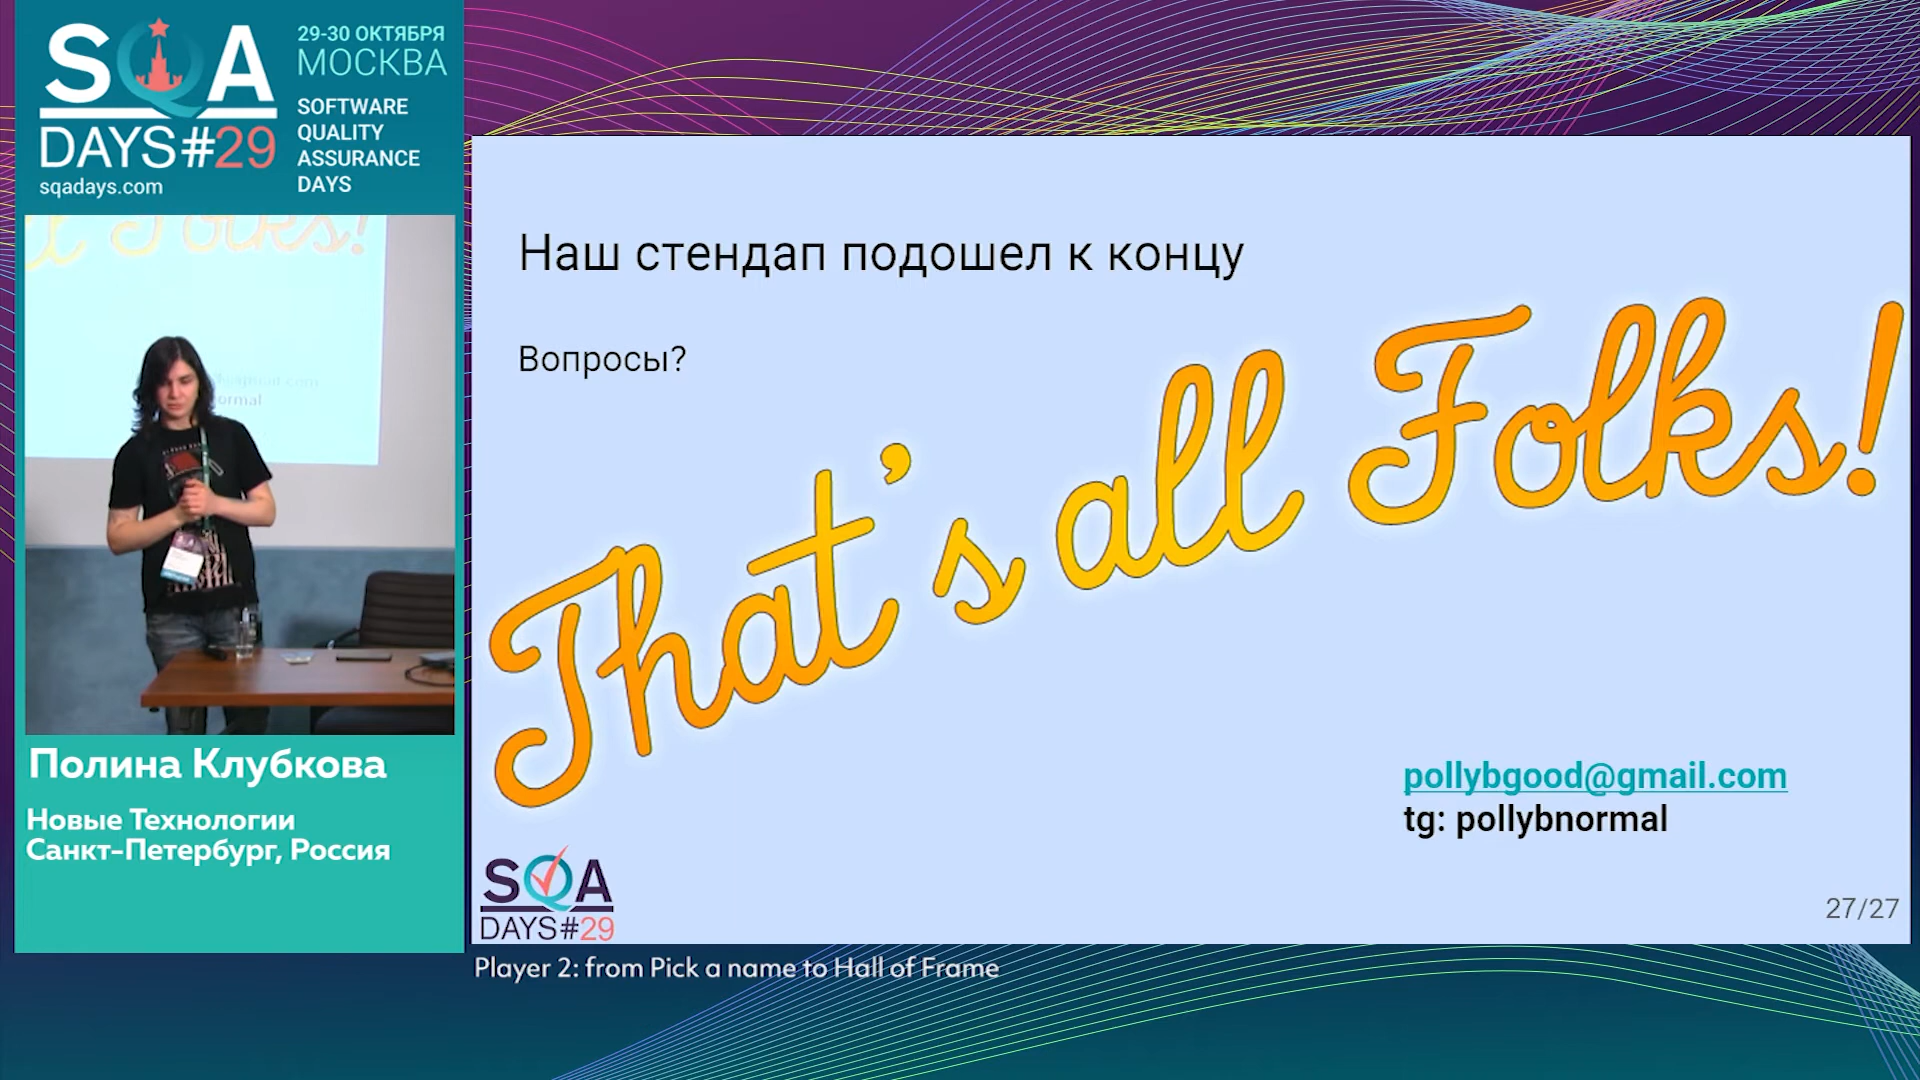 SQA
DAYS#29
sqadays.com
29-30 ОКТЯБРЯ
МОСКВА
SOFTWARE
QUALITY
ASSURANCE
DAYS
Folks!
ormal
Полина Клубкова
Новые Технологии
Санкт-Петербург, Россия
Наш стендап подошел к концу
Вопросы?
That's all Folks!
pollybgood@gmail.com
tg: pollybnormal
SQA
DAYS#29
27/27
Player 2: from Pick a name to Hall of Frame